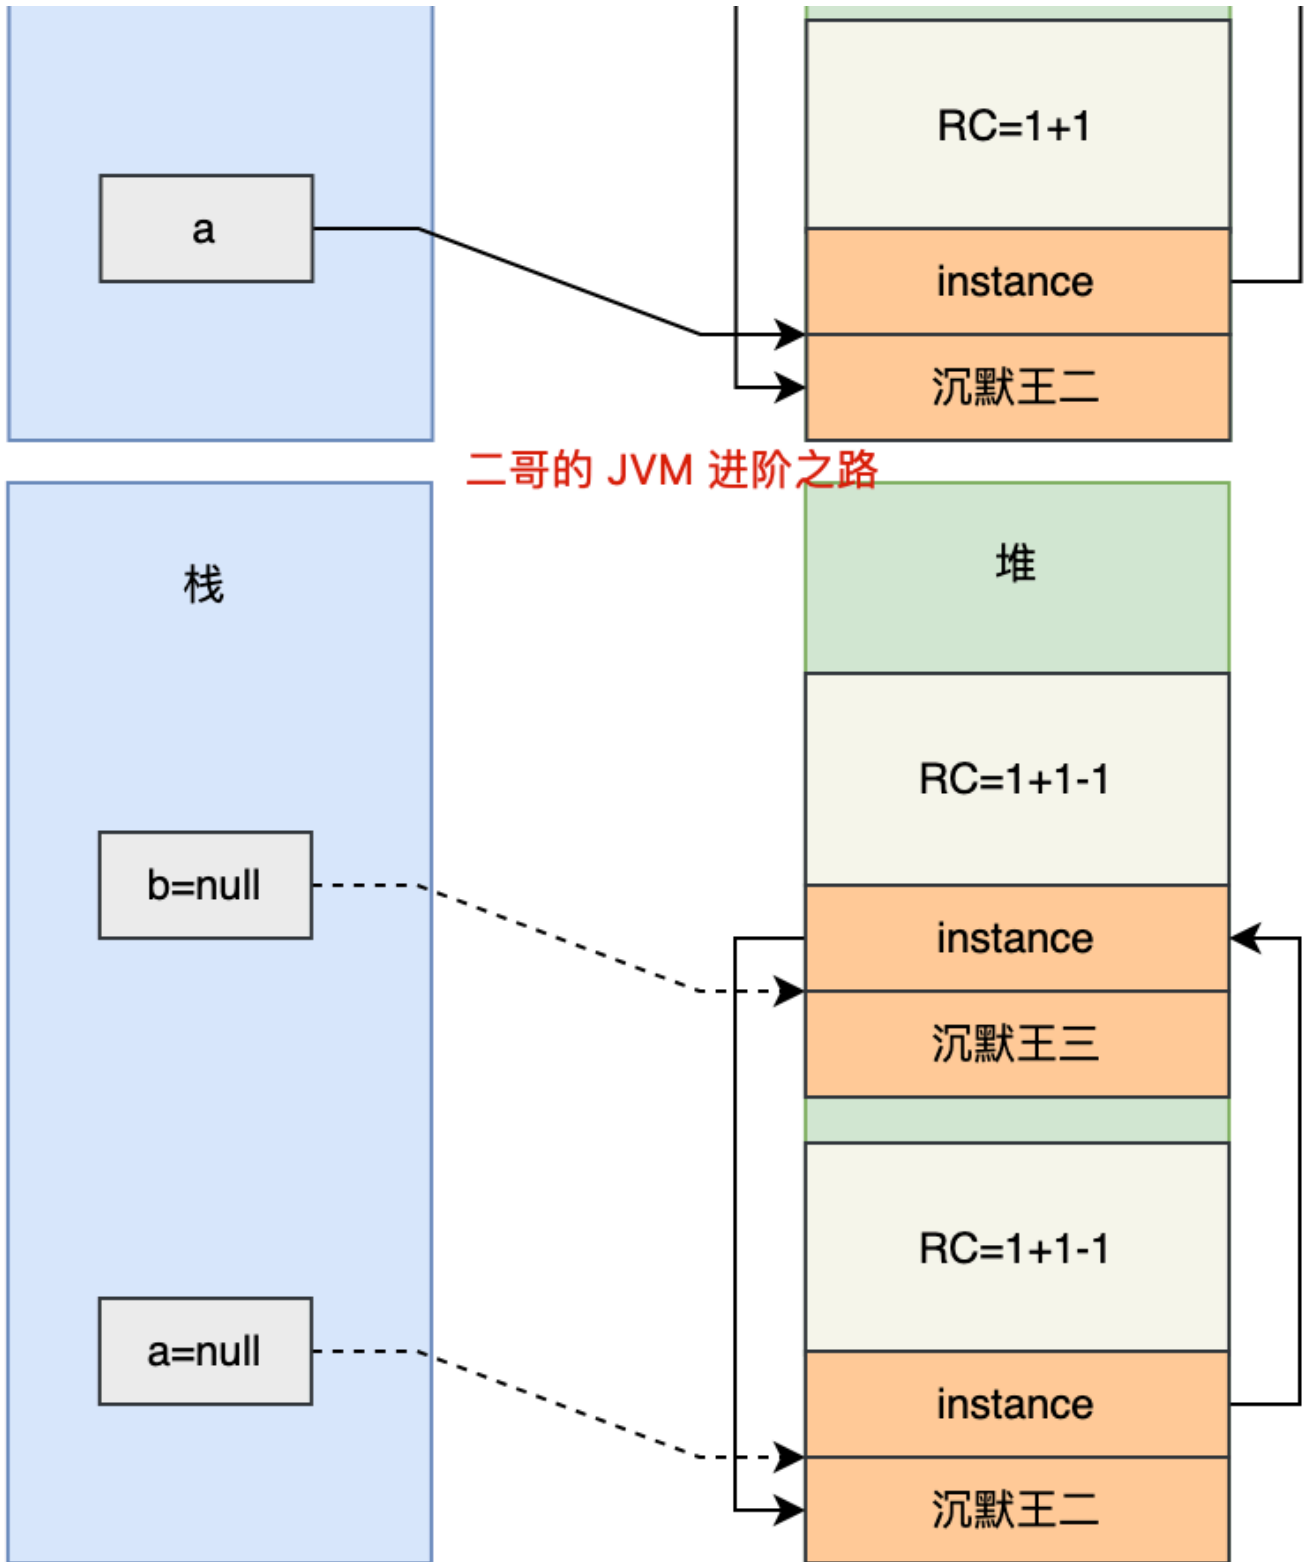 RC=1+1
a
instance
沉默王二
二哥的 JVM 进阶之路
栈
堆
RC=1+1-1
b=null
instance
沉默王三
RC=1+1-1
a=null
instance
沉默王二